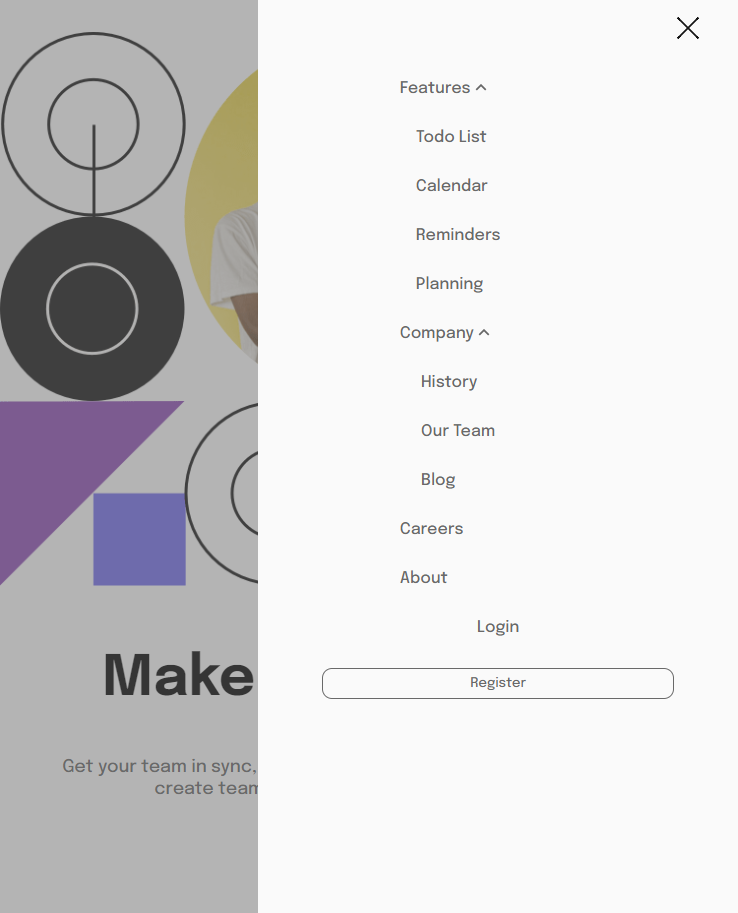 Features
Todo List
Calendar
Reminders
Planning
Company
History
Our Team
Blog
Careers
About
Login
Register
Make
Get your team in sync,
create team